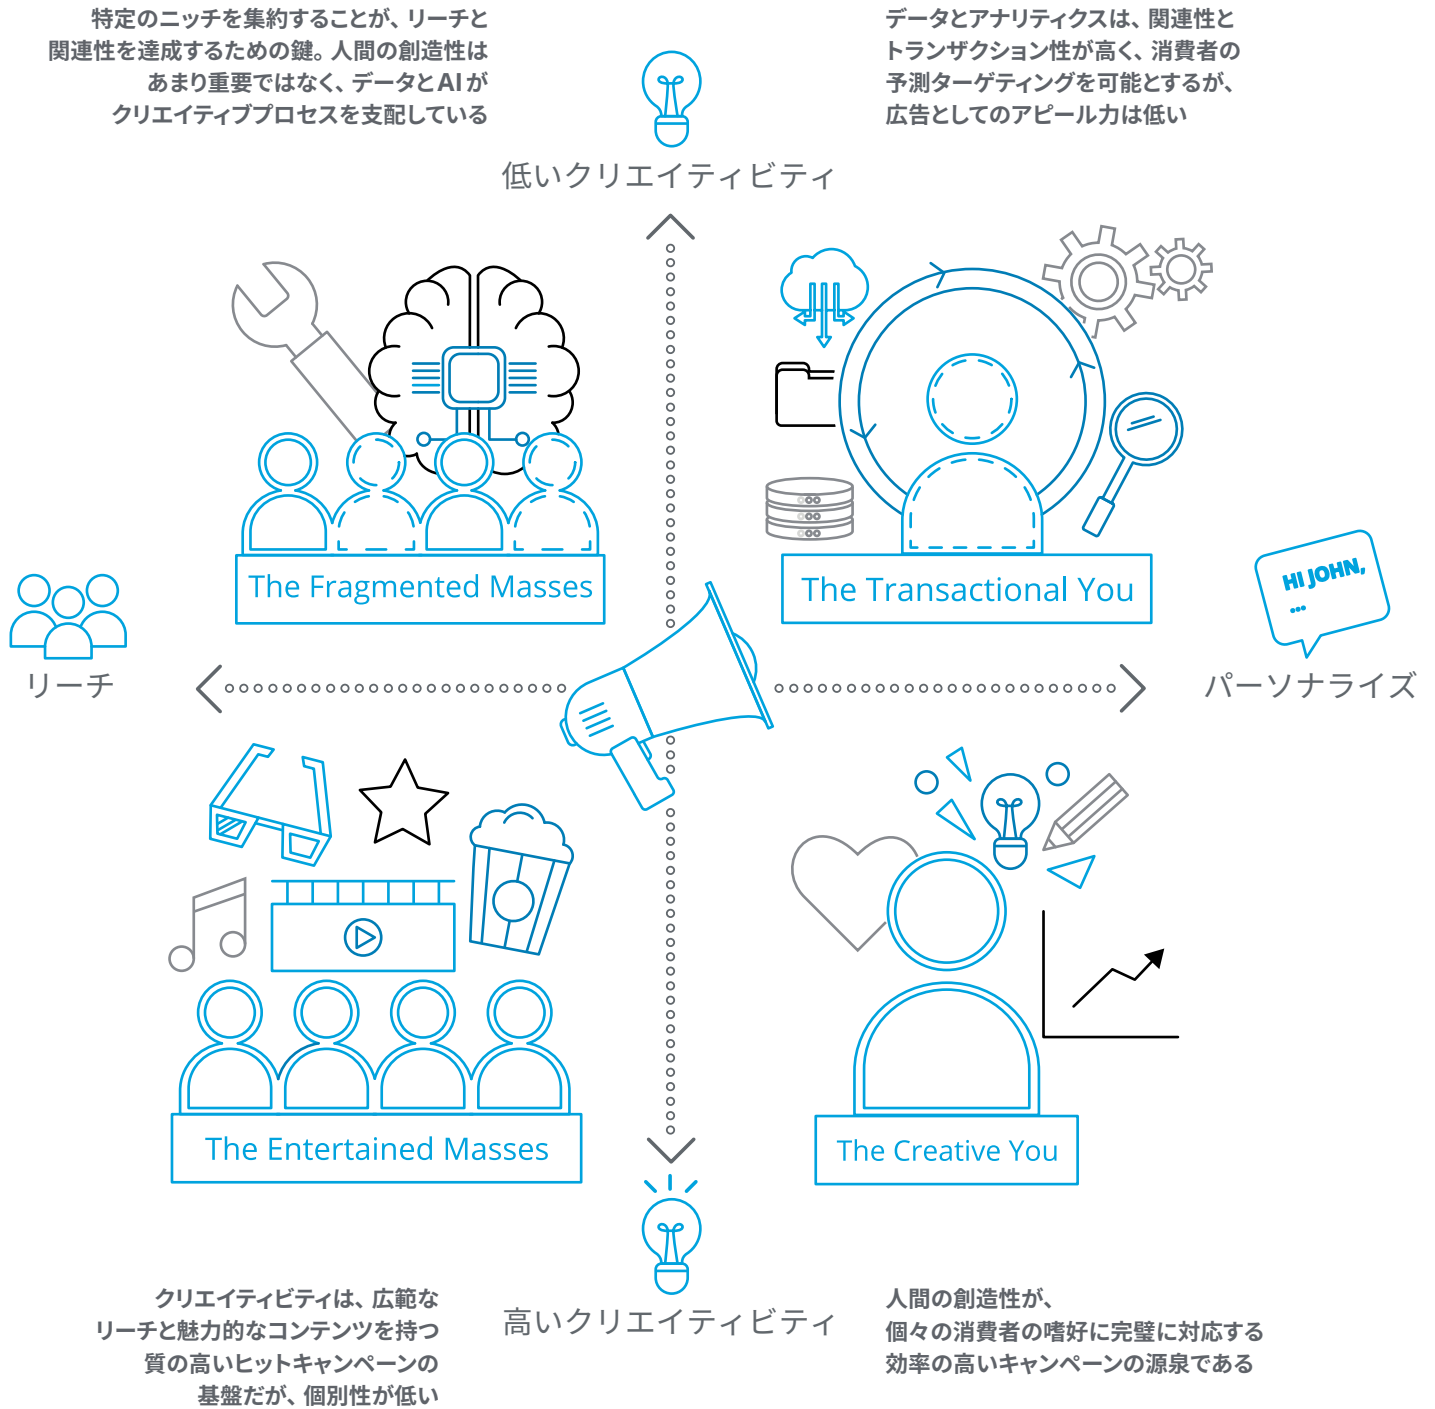 特定のニッチを集約することが、リーチと
関連性を達成するための鍵。人間の創造性は
あまり重要ではなく、データとAIが
クリエイティブプロセスを支配している
データとアナリティクスは、関連性と
トランザクション性が高く、消費者の
予測ターゲティングを可能とするが、
広告としてのアピール力は低い
低いクリエイティビティ
The Fragmented Masses
The Transactional You
リーチ
HI JOHN,
...
パーソナライズ
The Entertained Masses
The Creative You
高いクリエイティビティ
クリエイティビティは、広範な
リーチと魅力的なコンテンツを持つ
質の高いヒットキャンペーンの
基盤だが、個別性が低い
人間の創造性が、
個々の消費者の嗜好に完璧に対応する
効率の高いキャンペーンの源泉である